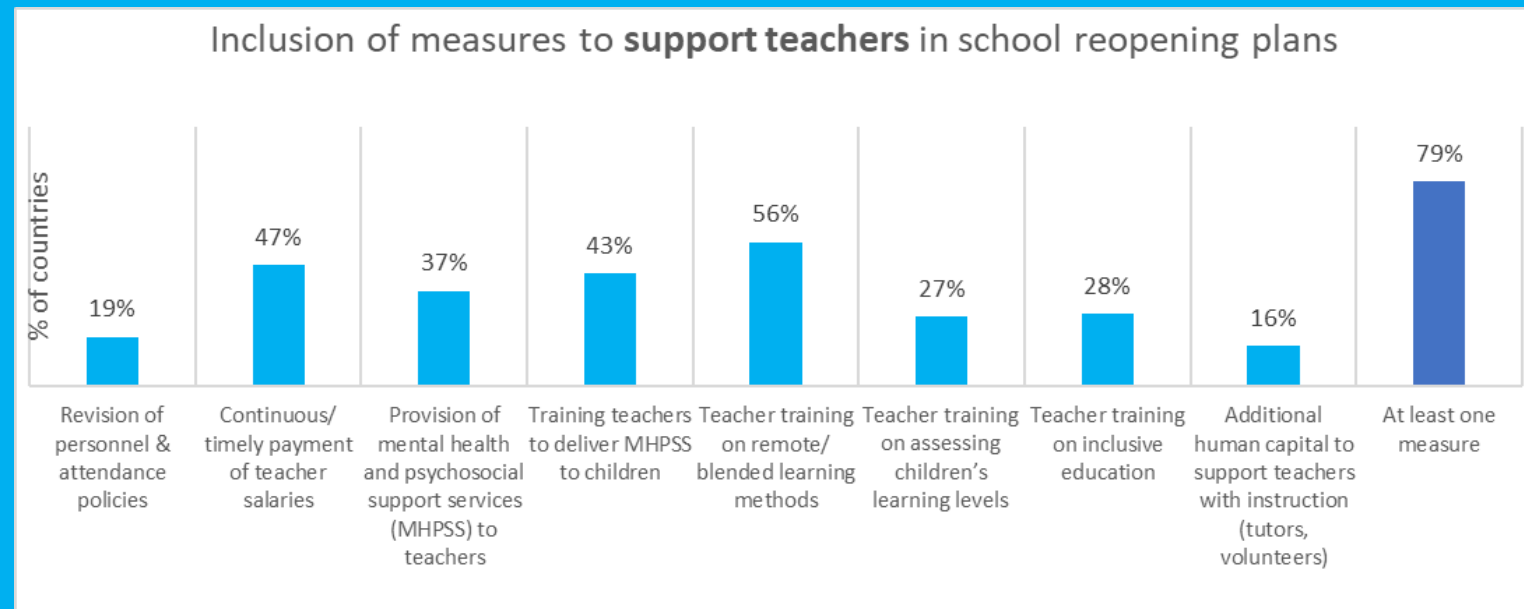 Inclusion of measures to support teachers in school reopening plans
% of countries
19%
47%
37%
43%
56%
27%
28%
16%
79%
Revision of
personnel &
attendance
policies
Continuous/
timely payment
of teacher
salaries
Provision of
mental health
and psychosocial
support services
(MHPSS) to
teachers
Training teachers
to deliver MHPSS
to children
Teacher training
on remote/
blended learning
methods
Teacher training
on assessing
children’s
learning levels
Teacher training
on inclusive
education
Additional
human capital to
support teachers
with instruction
(tutors,
volunteers)
At least one
measure